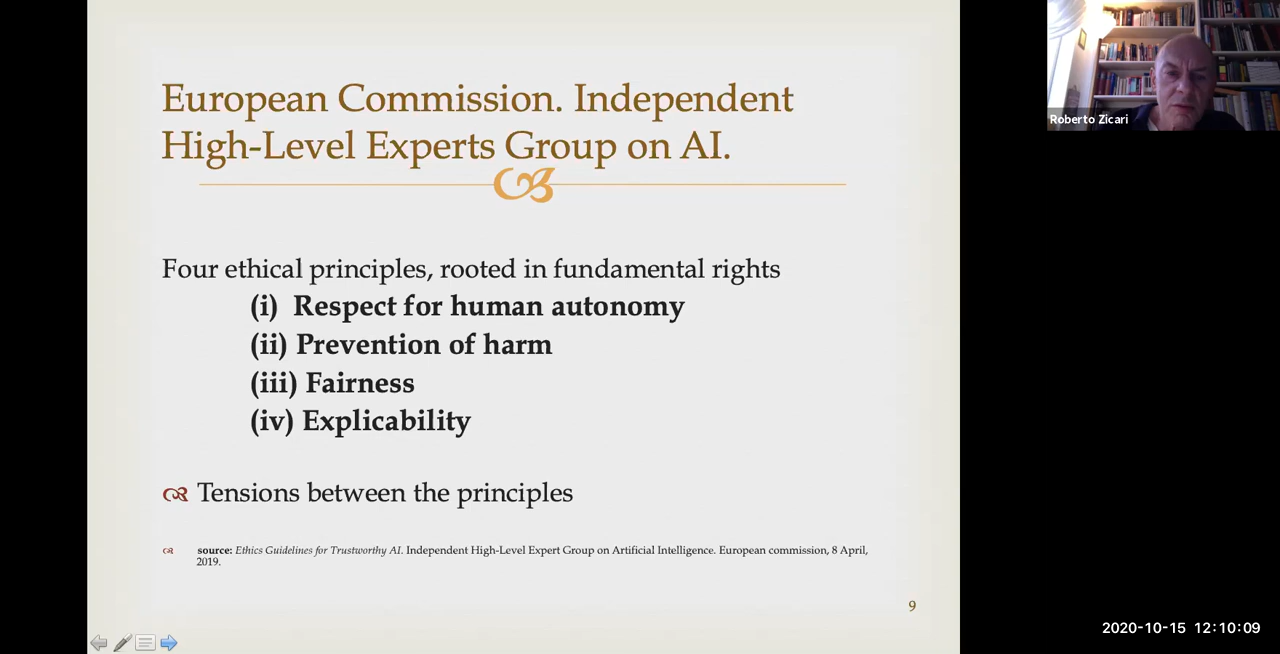 European Commission. Independent
High-Level Experts Group on AI.
Four ethical principles, rooted in fundamental rights
(i) Respect for human autonomy
(ii) Prevention of harm
(iii) Fairness
(iv) Explicability
Tensions between the principles
source: Ethics Guidelines for Trustworthy AI. Independent High-Level Expert Group on Artificial Intelligence. European commission, 8 April,
2019.
9
Roberto Zicari
2020-10-15 12:10:09